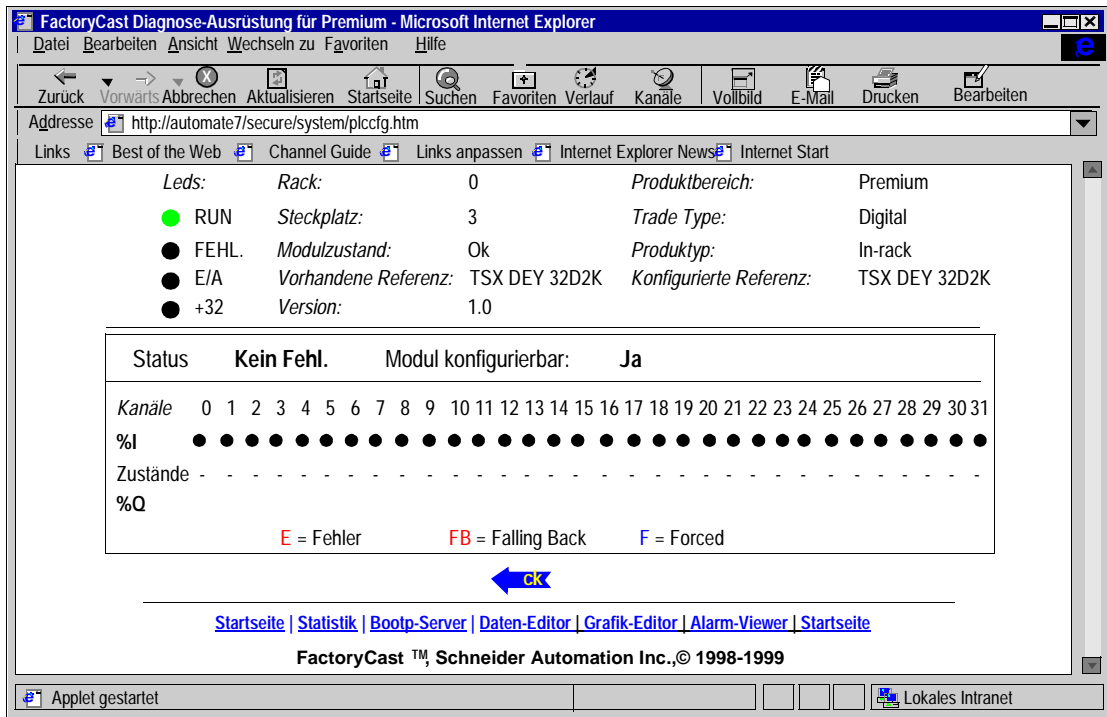 FactoryCast Diagnose-Ausrüstung für Premium - Microsoft Internet Explorer
Datei Bearbeiten Ansicht Wechseln zu Favoriten Hilfe
Zurück Vorwärts Abbrechen Aktualisieren Startseite Suchen Favoriten Verlauf Kanäle Vollbild E-Mail Drucken Bearbeiten
Addresse http://automate7/secure/system/plccfg.htm
Links Best of the Web Channel Guide Links anpassen Internet Explorer News Internet Start
Leds: Rack: 0 Produktbereich: Premium
RUN Steckplatz: 3 Trade Type: Digital
FEHL. Modulzustand: Ok Produktyp: In-rack
E/A Vorhandene Referenz: TSX DEY 32D2K Konfigurierte Referenz: TSX DEY 32D2K
+32 Version: 1.0
Status Kein Fehl. Modul konfigurierbar: Ja
Kanäle 0 1 2 3 4 5 6 7 8 9 10 11 12 13 14 15 16 17 18 19 20 21 22 23 24 25 26 27 28 29 30 31
%I
Zustände - - - - - - - - - - - - - - - - - - - - - - - - - - - - - - - -
%Q
E = Fehler FB = Falling Back F = Forced
ck
Startseite | Statistik | Bootp-Server | Daten-Editor | Grafik-Editor | Alarm-Viewer | Startseite
FactoryCast ™, Schneider Automation Inc.,© 1998-1999
Applet gestartet Lokales Intranet